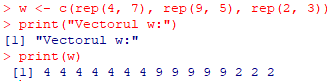 > w <- c(rep(4, 7), rep(9, 5), rep(2, 3))
> print("Vectorul w:")
[1] "Vectorul w:"
> print(w)
[1] 4 4 4 4 4 4 4 9 9 9 9 9 2 2 2